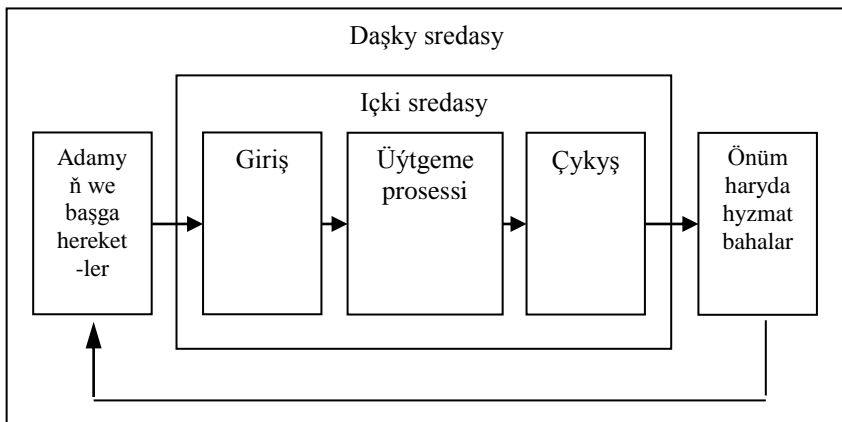 Daşky sredasy
Içki sredasy
Adamy
ň we
başga
hereket
-ler
Giriş
Üýtgeme
prosessi
Çykyş
Önüm
haryda
hyzmat
bahalar